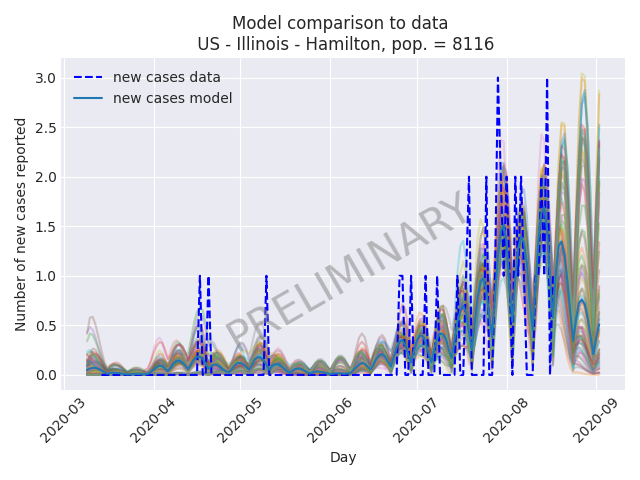 Model comparison to data
US - Illinois - Hamilton, pop. = 8116
new cases data
new cases model
PRELIMINARY
Number of new cases reported
3.0
2.5
2.0
1.5
1.0
0.5
0.0
2020-03
2020-04
2020-05
2020-06
2020-07
2020-08
2020-09
Day